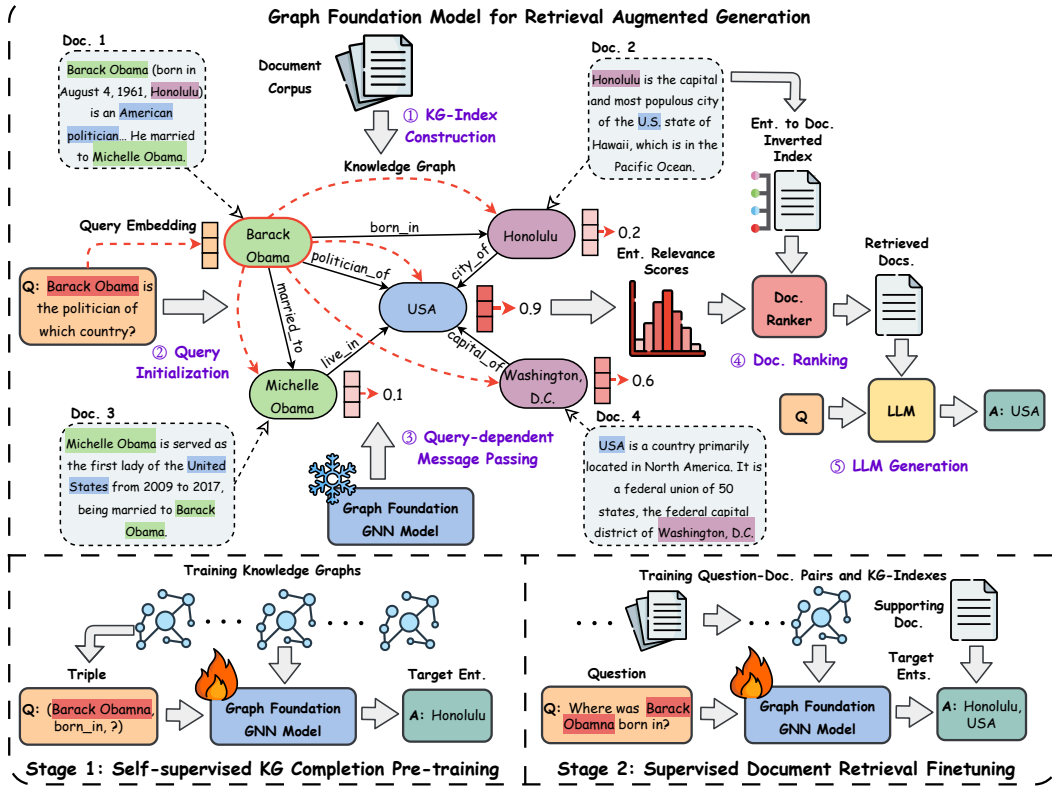 Graph Foundation Model for Retrieval Augmented Generation
Doc. 1
Barack Obama (born in
August 4, 1961, Honolulu)
is an American
politician… He married
to Michelle Obama.
Document
Corpus
① KG-Index
Construction
Knowledge Graph
Doc. 2
Honolulu is the capital
and most populous city
of the U.S. state of
Hawaii, which is in the
Pacific Ocean.
Ent. to Doc.
Inverted
Index
Query Embedding
Barack
Obama
born_in
Honolulu
0.2
politician_of
city_of
USA
0.9
married_to
live_in
capital_of
Michelle
Obama
0.1
Washington,
D.C.
0.6
Q: Barack Obama is
the politician of
which country?
② Query
Initialization
Ent. Relevance
Scores
Doc.
Ranker
Retrieved
Docs.
④ Doc. Ranking
Q
LLM
A: USA
⑤ LLM Generation
Doc. 3
Michelle Obama is served as
the first lady of the United
States from 2009 to 2017,
being married to Barack
Obama.
③ Query-dependent
Message Passing
Graph Foundation
GNN Model
Doc. 4
USA is a country primarily
located in North America. It is
a federal union of 50
states, the federal capital
district of Washington, D.C.
Training Knowledge Graphs
Triple
Q: (Barack Obamna,
born_in, ?)
Graph Foundation
GNN Model
Target Ent.
A: Honolulu
Stage 1: Self-supervised KG Completion Pre-training
Training Question-Doc. Pairs and KG-Indexes
Supporting
Doc.
Question
Q: Where was Barack
Obamna born in?
Graph Foundation
GNN Model
Target
Ents.
A: Honolulu,
USA
Stage 2: Supervised Document Retrieval Finetuning